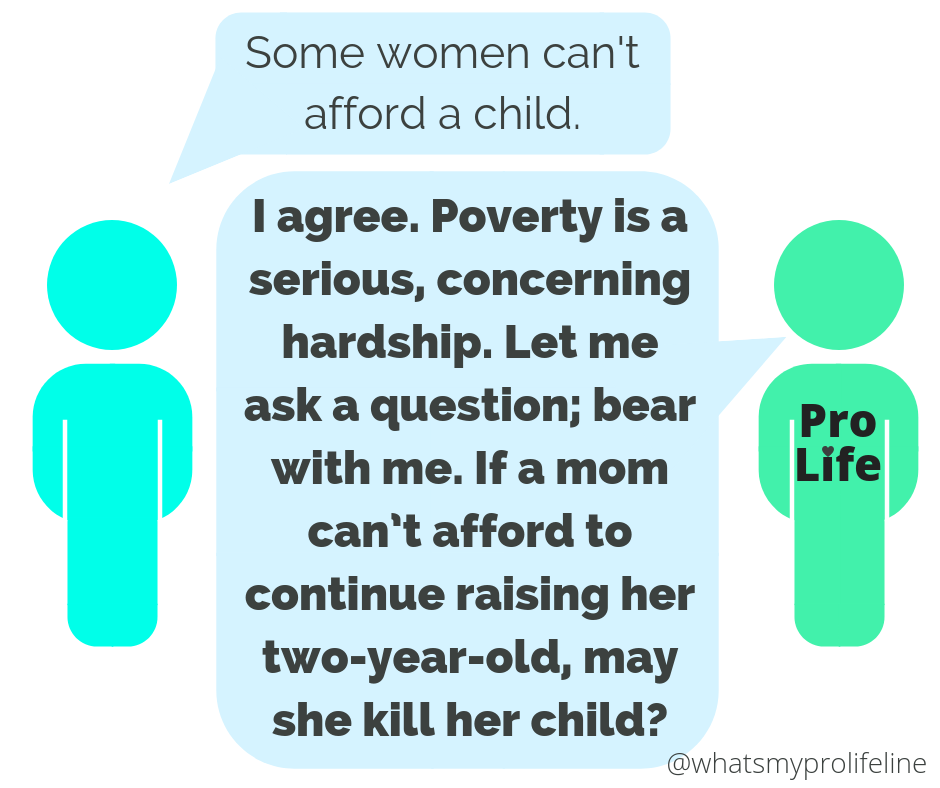 Some women can't
afford a child.
I agree. Poverty is a
serious, concerning
hardship. Let me
ask a question; bear
with me. If a mom
can’t afford to
continue raising her
two-year-old, may
she kill her child?
Pro
Life
@whatsmyprolifeline